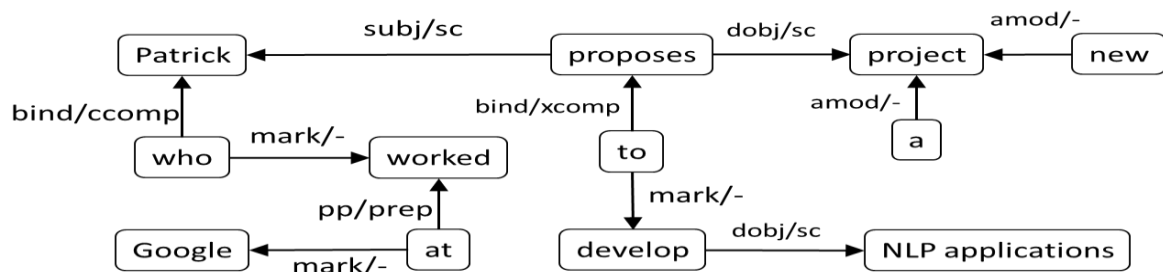 subj/sc dobj/sc amod/-
Patrick proposes project new
bind/ccomp bind/xcomp amod/-
mark/-
who worked to a
pp/prep mark/-
dobj/sc
Google at develop NLP applications
mark/-